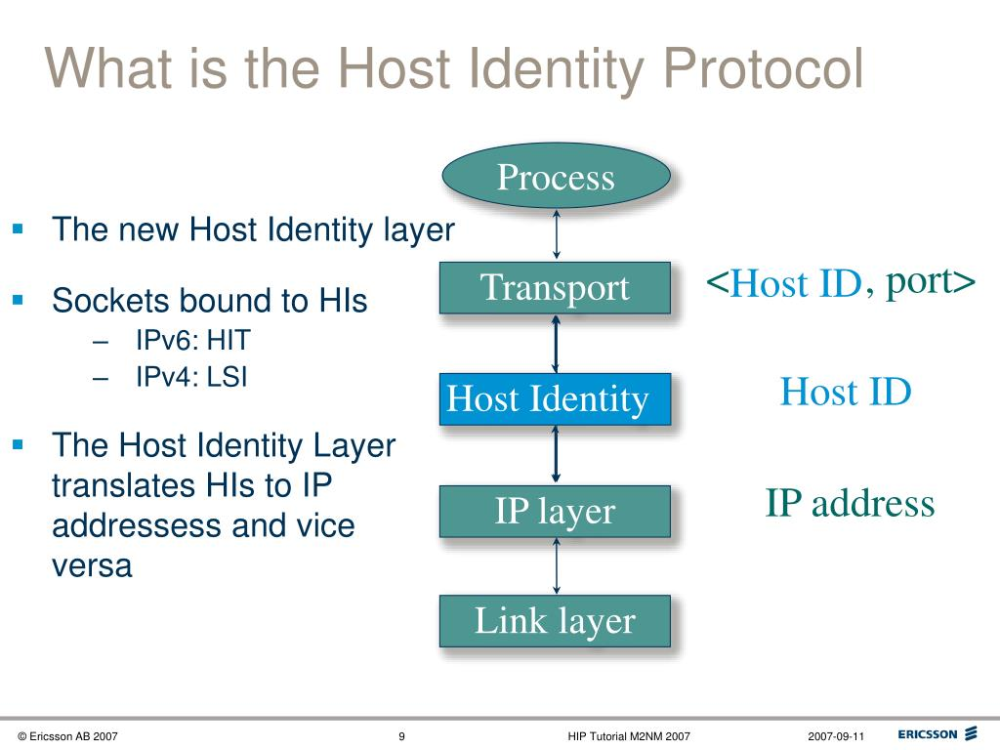 What is the Host Identity Protocol
▪ The new Host Identity layer
▪ Sockets bound to HIs
– IPv6: HIT
– IPv4: LSI
▪ The Host Identity Layer
translates HIs to IP
addressess and vice
versa
Process
Transport
<Host ID, port>
Host Identity
Host ID
IP layer
IP address
Link layer
© Ericsson AB 2007
9
HIP Tutorial M2NM 2007
2007-09-11
ERICSSON